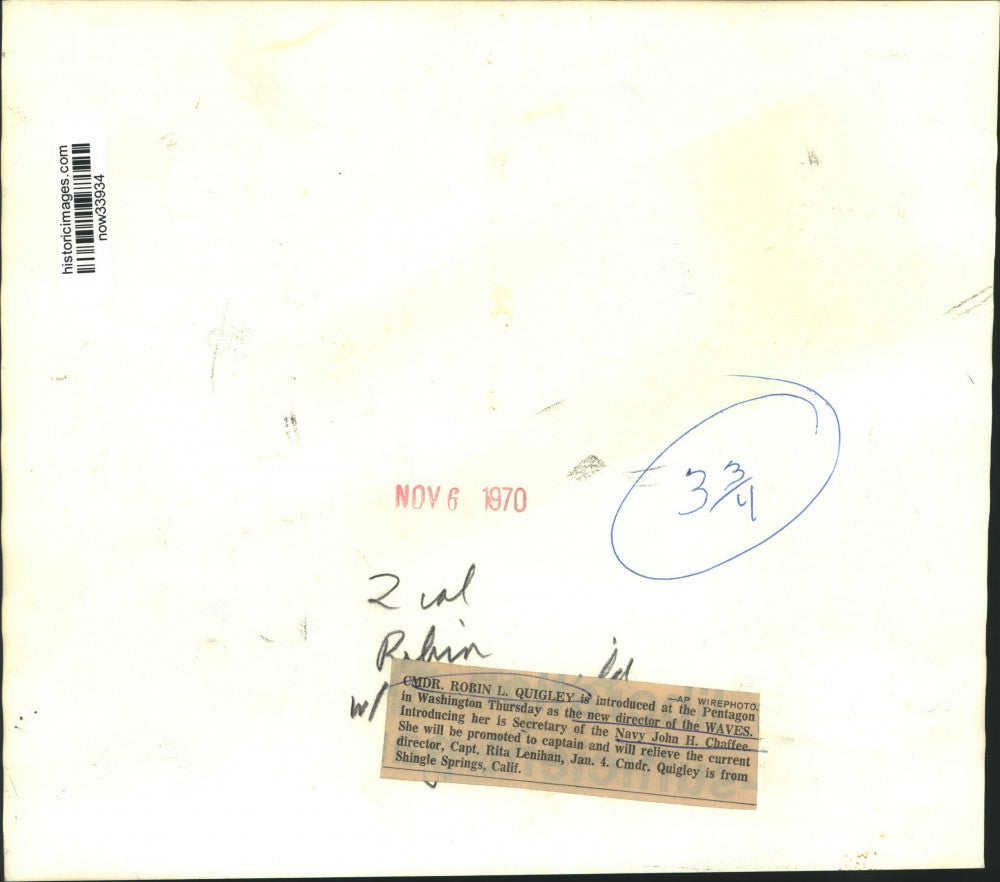 historicimages.com
now33934
NOV 6 1970
3 3/4
2 col
Robin
w/
—AP WIREPHOTO.
CMDR. ROBIN L. QUIGLEY is introduced at the Pentagon
in Washington Thursday as the new director of the WAVES.
Introducing her is Secretary of the Navy John H. Chaffee.
She will be promoted to captain and will relieve the current
director, Capt. Rita Lenihan, Jan. 4. Cmdr. Quigley is from
Shingle Springs, Calif.